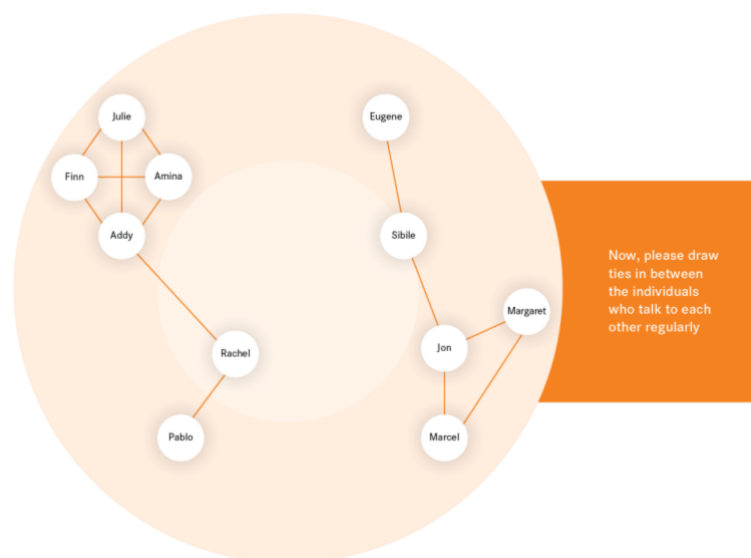 Julie
Eugene
Finn
Amina
Addy
Sibile
Margaret
Jon
Rachel
Pablo
Marcel
Now, please draw
ties in between
the individuals
who talk to each
other regularly